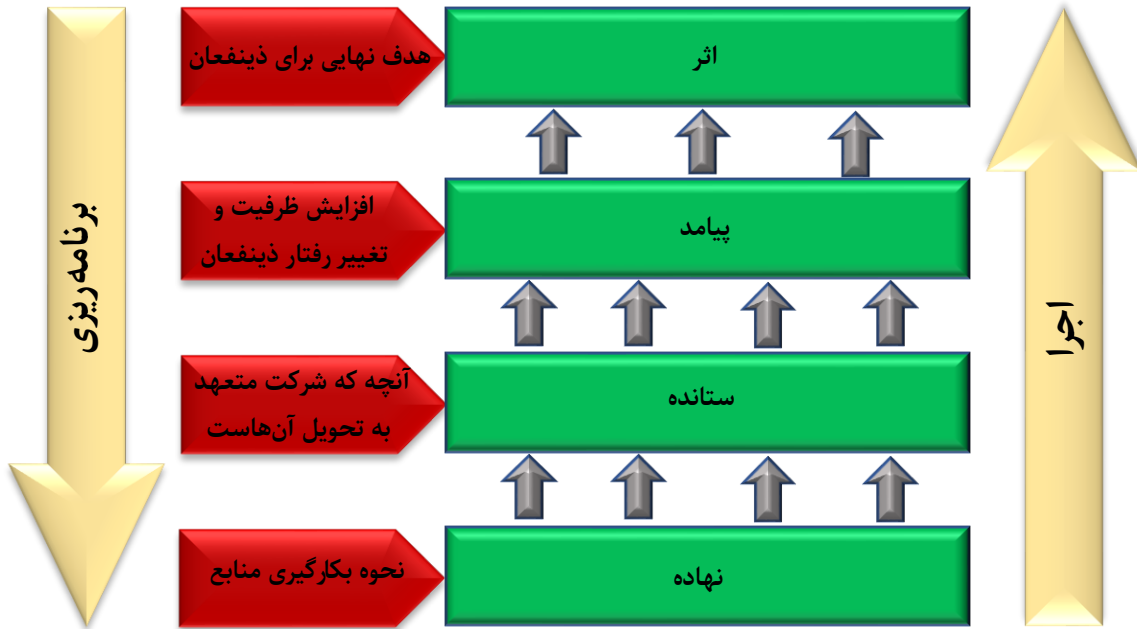 اجرا
اثر
هدف نهایی برای ذینفعان
پیامد
افزایش ظرفیت و
تغییر رفتار ذینفعان
ستانده
آنچه که شرکت متعهد
به تحویل آن‌هاست
نهاده
نحوه بکارگیری منابع
برنامه‌ریزی